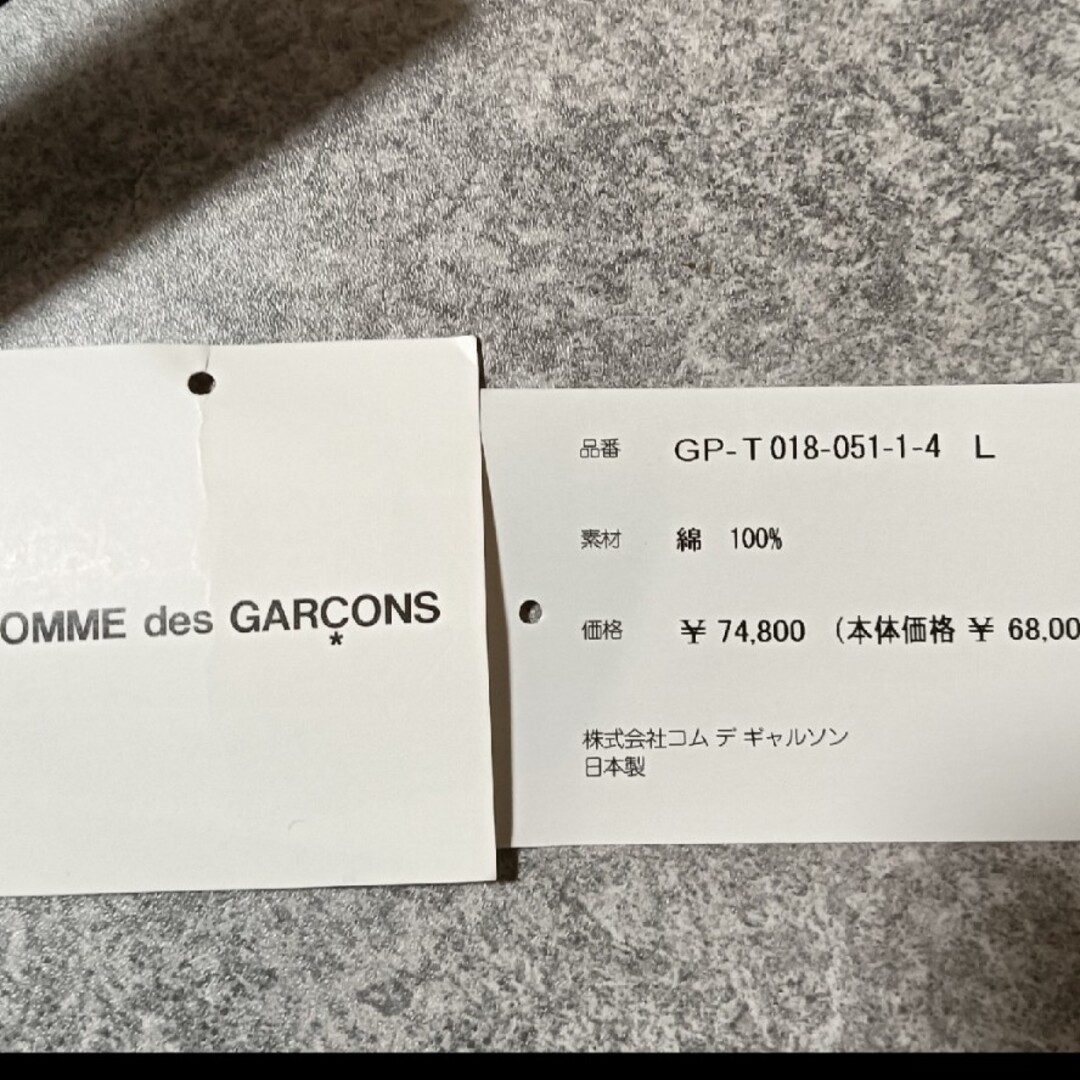 OMME des GARÇONS
*
品番 GP-T018-051-1-4 L
素材 綿 100%
価格 ¥ 74,800 (本体価格 ¥ 68,00
株式会社コム デ ギャルソン
日本製